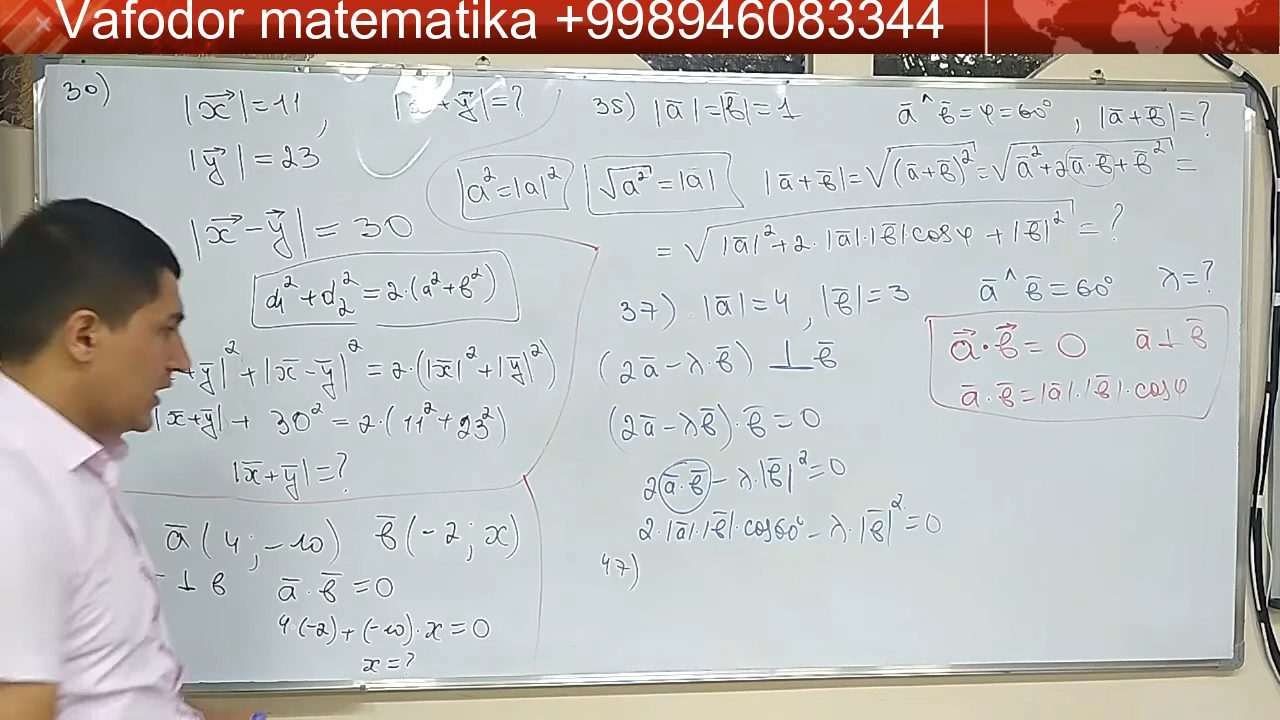 Vafodor matematika +998946083344
30)
|x⃗|=11, |x⃗+y⃗|=?
|y⃗|=23
|x⃗-y⃗|=30
d₁²+d₂²=2·(a²+b²)
+y̅|²+|x̅-y̅|²=2·(|x̅|²+|y̅|²)
|x̅+y̅|+ 30²=2·(11²+23²)
|x̅+y̅|=?
a̅(4;-10) b̅(-2;x)
⊥ b a̅·b̅=0
4·(-2)+(-10)·x=0
x=?
35) |a̅|=|b̅|=1 a̅^b̅=φ=60°, |a̅+b̅|=?
a²=|a|² √a²=|a| |a̅+b̅|=√(a̅+b̅)²=√a̅²+2a̅·b̅+b̅²=
=√|a̅|²+2·|a̅|·|b̅|cosφ+|b̅|²=?
37) |a̅|=4, |b̅|=3 a̅^b̅=60° λ=?
(2a̅-λ·b̅) ⊥ b̅
(2a̅-λb̅)·b̅=0
2a̅·b̅-λ·|b̅|²=0
2·|a̅|·|b̅|·cos60°-λ·|b̅|²=0
47)
a⃗·b⃗=0 a̅⊥b̅
a̅·b̅=|a̅|·|b̅|·cosφ